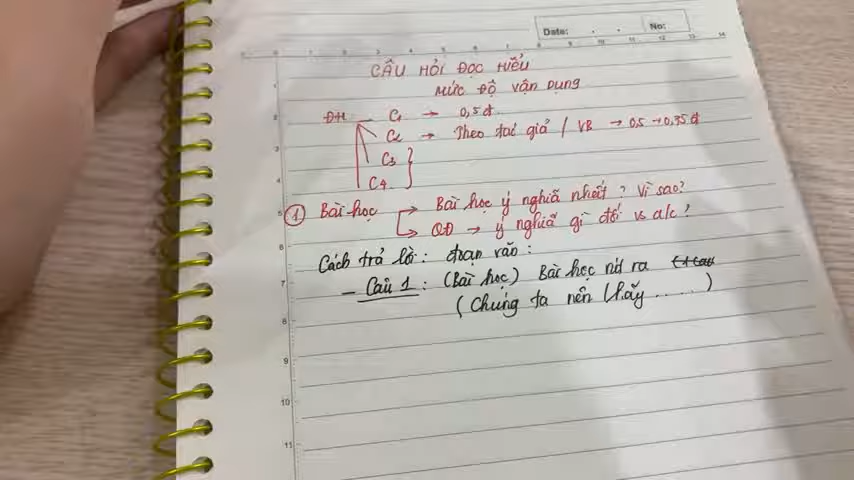 Date: . . No:
CÂU HỎI ĐỌC HIỂU
MỨC ĐỘ VẬN DỤNG
ĐH C1 → 0,5đ
C2 → Theo tác giả / VB → 0,5 → 0,75đ
C3
C4
① Bài học → Bài học ý nghĩa nhất? Vì sao?
QĐ → ý nghĩa gì đối vs a/c?
Cách trả lời: đoạn văn:
- Câu 1: (Bài học) Bài học rút ra
(Chúng ta nên / hãy ......)